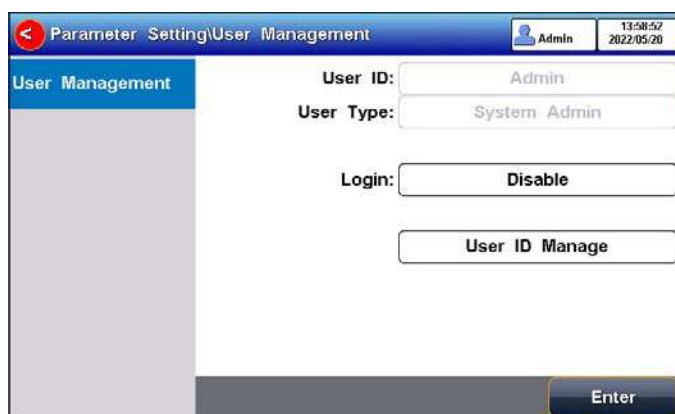 < Parameter Setting\User Management
Admin
13:58:52
2022/05/20
User Management
User ID: Admin
User Type: System Admin
Login: Disable
User ID Manage
Enter